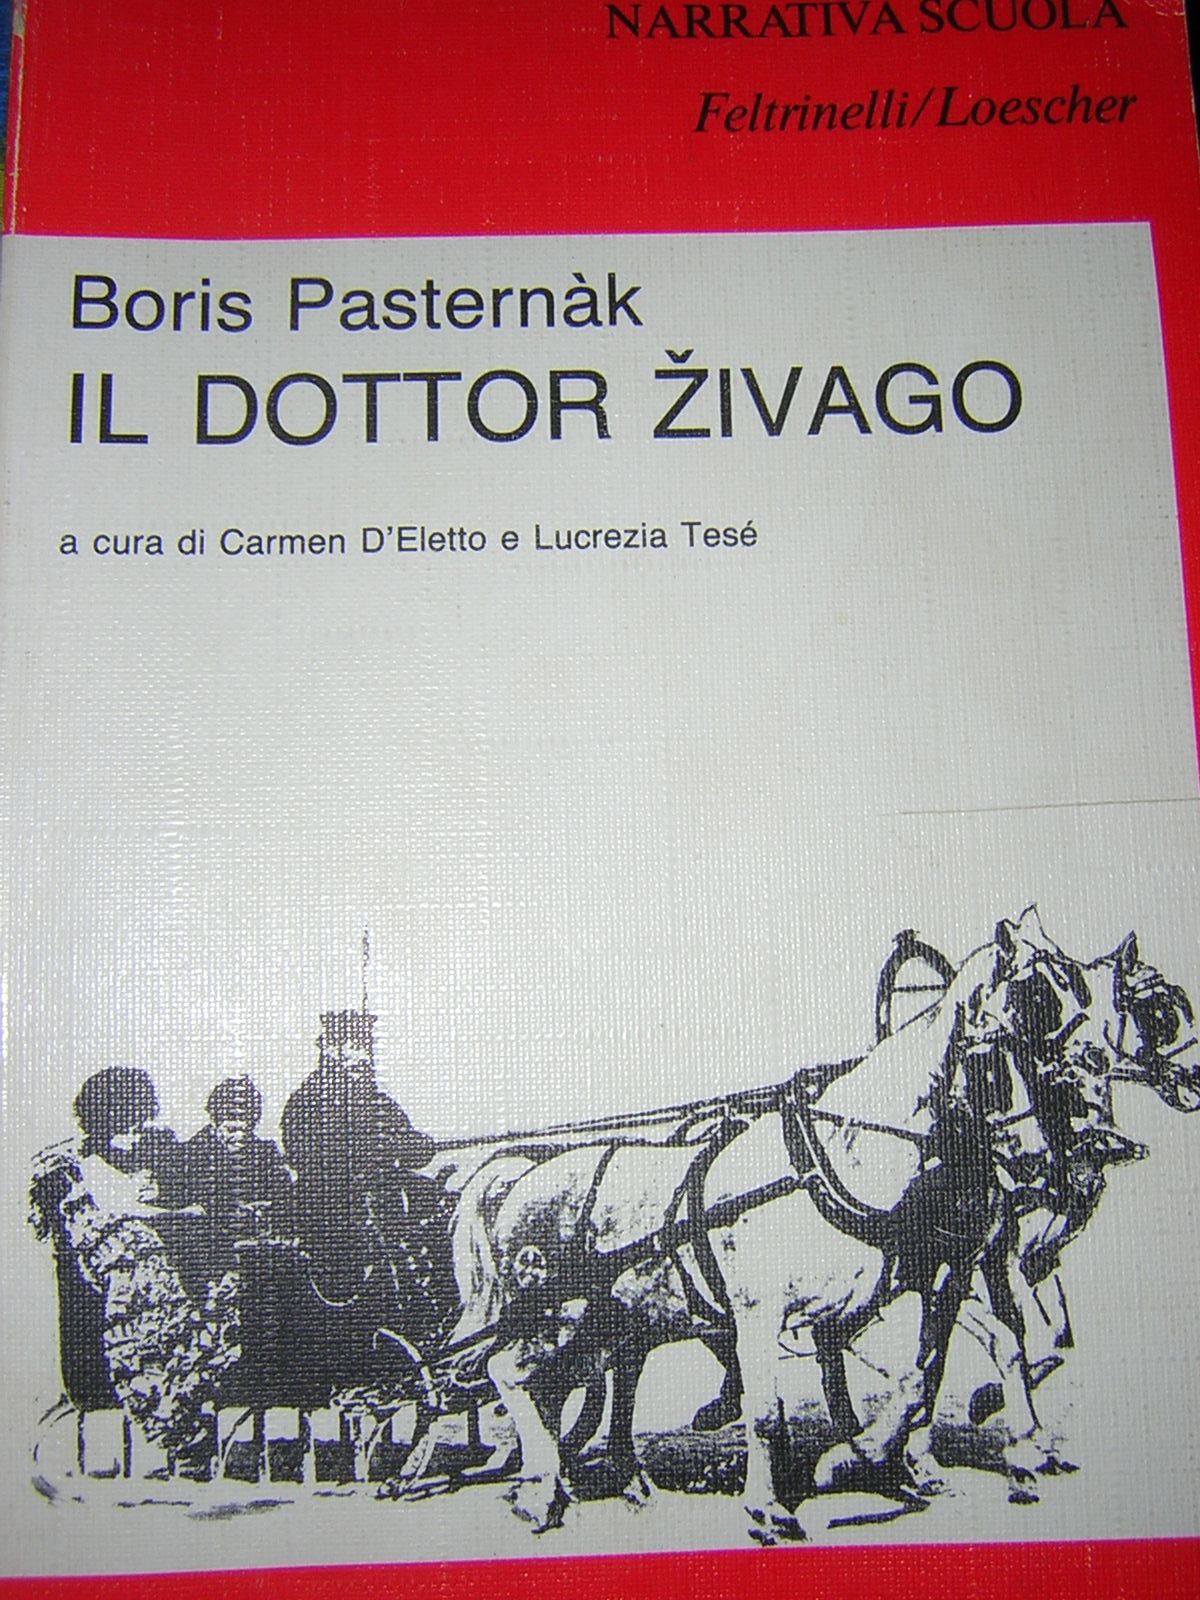 NARRATIVA SCUOLA
Feltrinelli/Loescher
Boris Pasternàk
IL DOTTOR ŽIVAGO
a cura di Carmen D'Eletto e Lucrezia Tesé